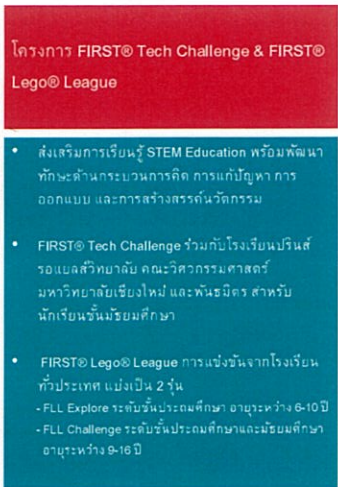 โครงการ FIRST® Tech Challenge & FIRST®
Lego® League
• ส่งเสริมการเรียนรู้ STEM Education พร้อมพัฒนา
ทักษะด้านกระบวนการคิด การแก้ปัญหา การ
ออกแบบ และการสร้างสรรค์นวัตกรรม
• FIRST® Tech Challenge ร่วมกับโรงเรียนปรินส์
รอยแยลส์วิทยาลัย คณะวิศวกรรมศาสตร์
มหาวิทยาลัยเชียงใหม่ และพันธมิตร สำหรับ
นักเรียนชั้นมัธยมศึกษา
• FIRST® Lego® League การแข่งขันจากโรงเรียน
ทั่วประเทศ แบ่งเป็น 2 รุ่น
- FLL Explore ระดับชั้นประถมศึกษา อายุระหว่าง 6-10 ปี
- FLL Challenge ระดับชั้นประถมศึกษาและมัธยมศึกษา
อายุระหว่าง 9-16 ปี